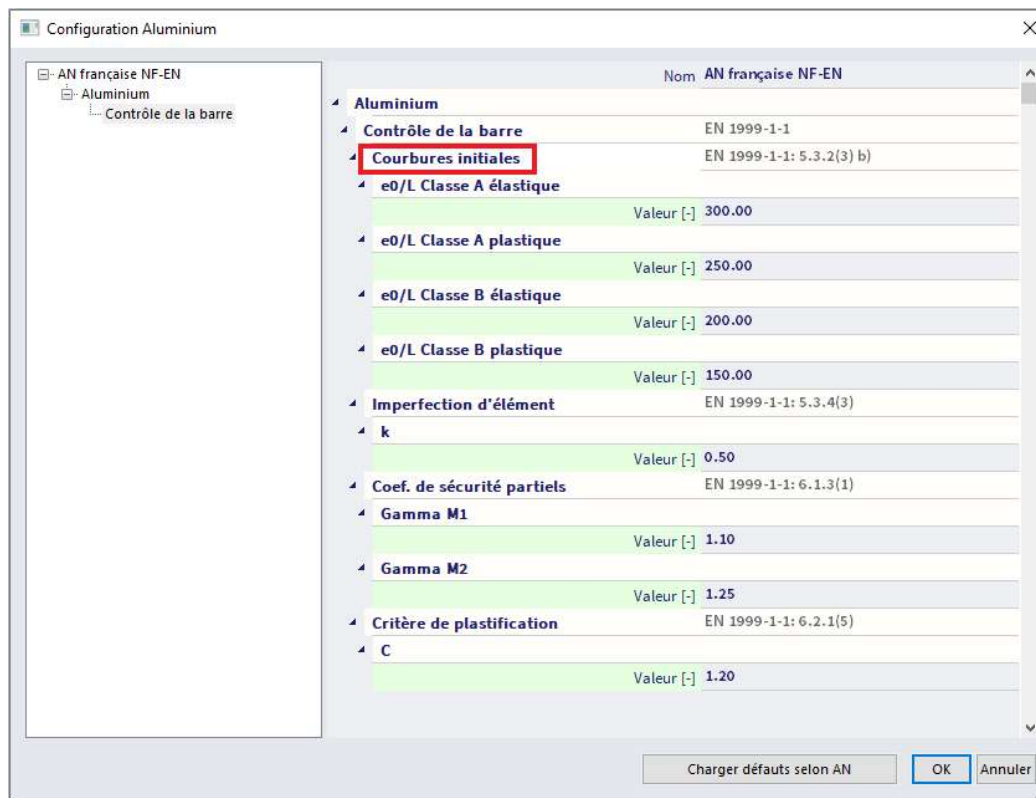 Configuration Aluminium
AN française NF-EN
Aluminium
Contrôle de la barre
Nom AN française NF-EN
Aluminium
Contrôle de la barre EN 1999-1-1
Courbures initiales EN 1999-1-1: 5.3.2(3) b)
e0/L Classe A élastique
Valeur [-] 300.00
e0/L Classe A plastique
Valeur [-] 250.00
e0/L Classe B élastique
Valeur [-] 200.00
e0/L Classe B plastique
Valeur [-] 150.00
Imperfection d'élément EN 1999-1-1: 5.3.4(3)
k
Valeur [-] 0.50
Coef. de sécurité partiels EN 1999-1-1: 6.1.3(1)
Gamma M1
Valeur [-] 1.10
Gamma M2
Valeur [-] 1.25
Critère de plastification EN 1999-1-1: 6.2.1(5)
C
Valeur [-] 1.20
Charger défauts selon AN OK Annuler